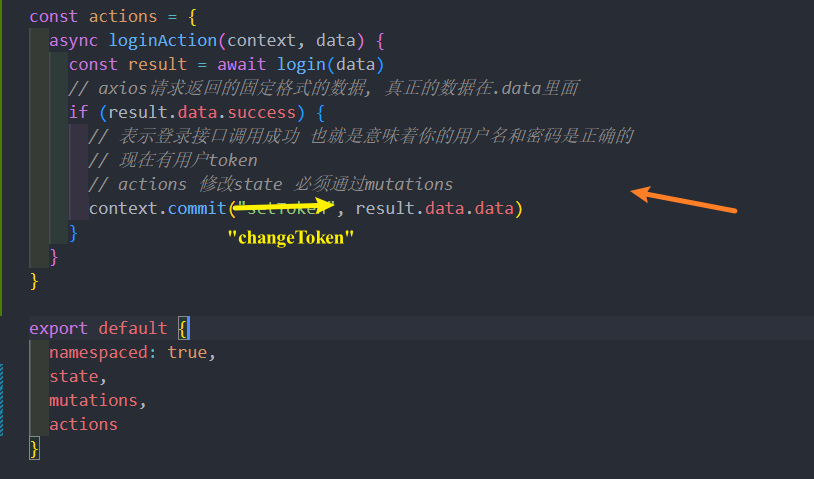 const actions = {
async loginAction(context, data) {
const result = await login(data)
// axios请求返回的固定格式的数据, 真正的数据在.data里面
if (result.data.success) {
// 表示登录接口调用成功 也就是意味着你的用户名和密码是正确的
// 现在有用户token
// actions 修改state 必须通过mutations
context.commit("setToken", result.data.data)
"changeToken"
}
}
}
export default {
namespaced: true,
state,
mutations,
actions
}